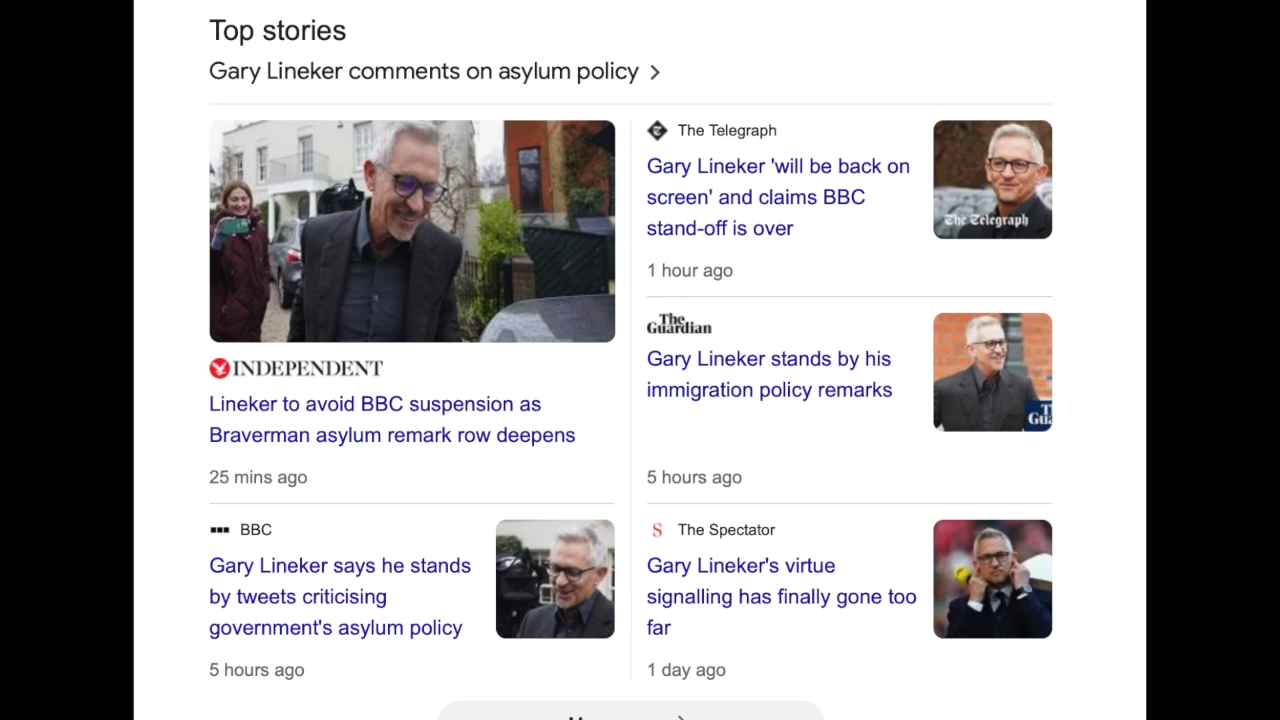 Top stories
Gary Lineker comments on asylum policy
INDEPENDENT
Lineker to avoid BBC suspension as
Braverman asylum remark row deepens
25 mins ago
BBC
Gary Lineker says he stands
by tweets criticising
government's asylum policy
5 hours ago
The Telegraph
Gary Lineker 'will be back on
screen' and claims BBC
stand-off is over
The Telegraph
1 hour ago
The
Guardian
Gary Lineker stands by his
immigration policy remarks
5 hours ago
S The Spectator
Gary Lineker's virtue
signalling has finally gone too
far
1 day ago